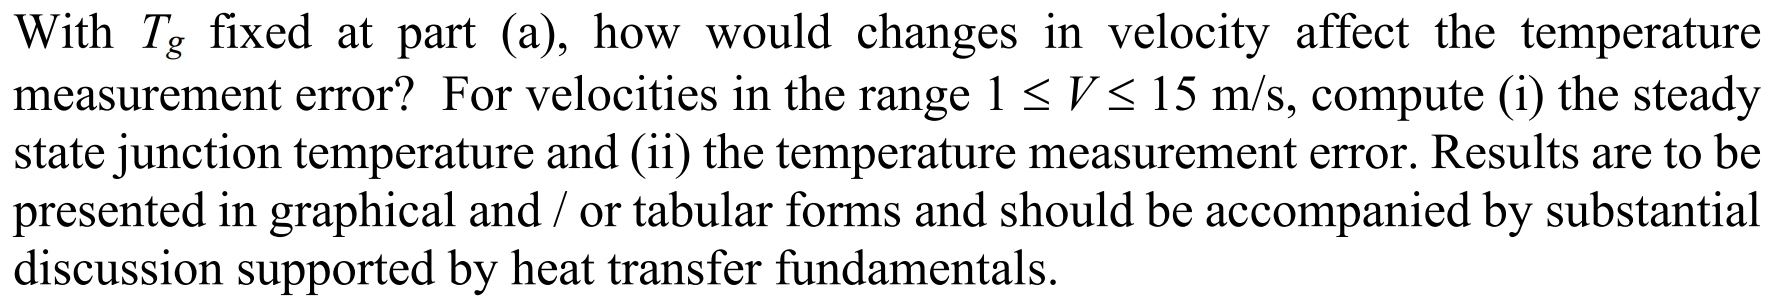 With Tg fixed at part (a), how would changes in velocity affect the temperature
measurement error? For velocities in the range 1 ≤ V ≤ 15 m/s, compute (i) the steady
state junction temperature and (ii) the temperature measurement error. Results are to be
presented in graphical and / or tabular forms and should be accompanied by substantial
discussion supported by heat transfer fundamentals.